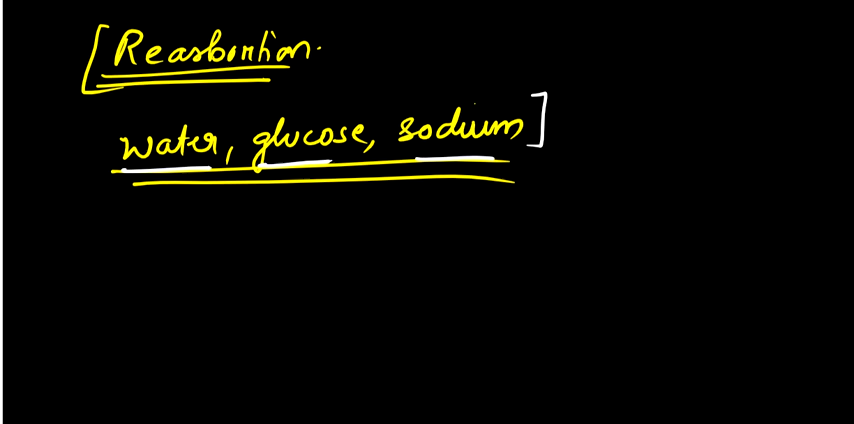 [Reasbortion.
water, glucose, sodium]